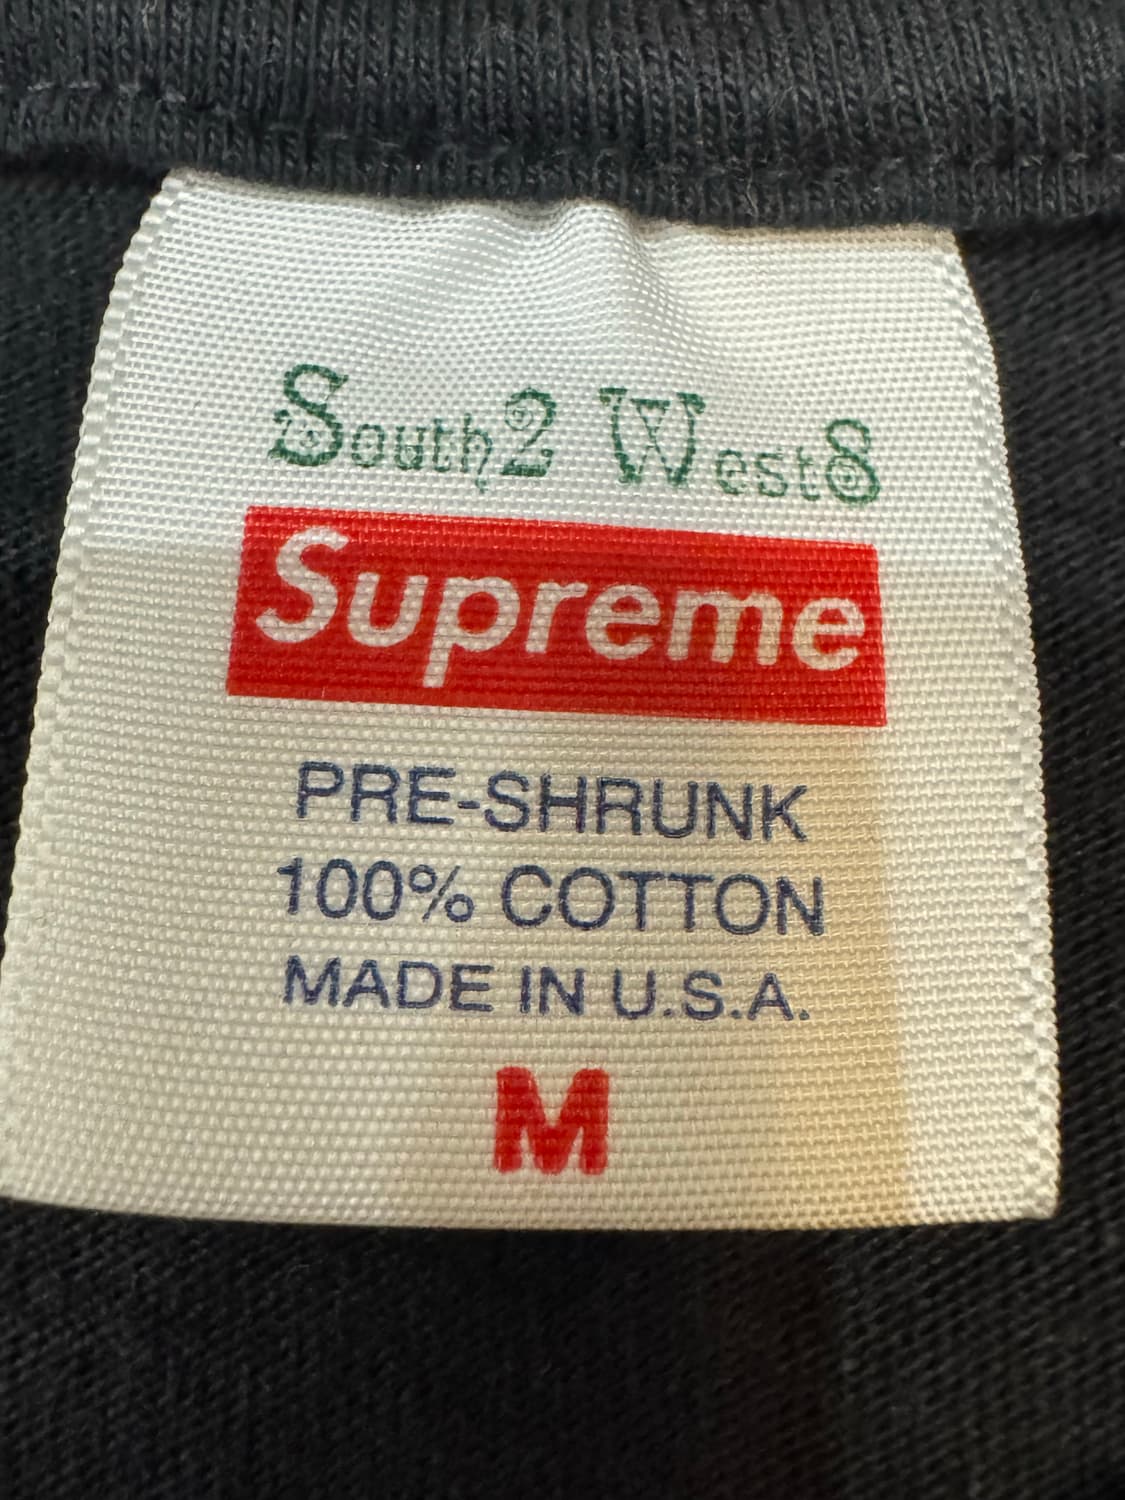 South2 West8
Supreme
PRE-SHRUNK
100% COTTON
MADE IN U.S.A.
M